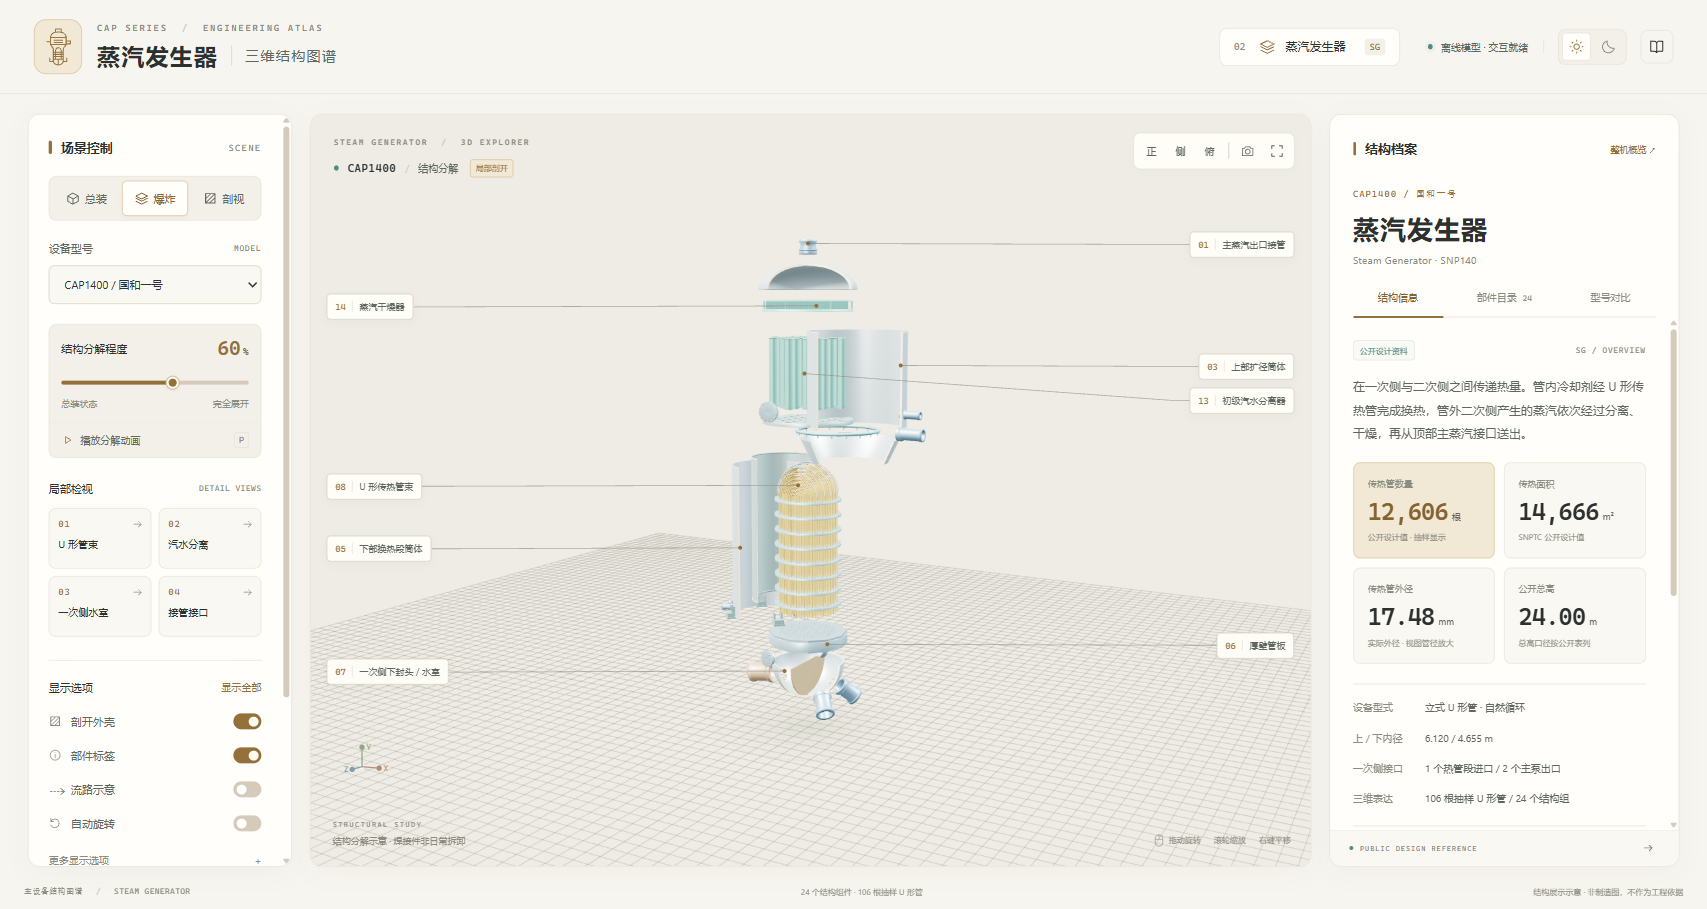 CAP SERIES / ENGINEERING ATLAS
蒸汽发生器 三维结构图谱
02 蒸汽发生器 SG
离线模型 · 交互就绪
场景控制 SCENE
总装 爆炸 剖视
设备型号 MODEL
CAP1400 / 国和一号
结构分解程度 60%
总装状态 完全展开
播放分解动画 P
局部检视 DETAIL VIEWS
01 →
U 形管束
02 →
汽水分离
03 →
一次侧水室
04 →
接管接口
显示选项 显示全部
剖开外壳
部件标签
流路示意
自动旋转
更多显示选项 +
STEAM GENERATOR / 3D EXPLORER
CAP1400 / 结构分解 局部剖开
正 侧 俯
01 主蒸汽出口接管
14 蒸汽干燥器
03 上部扩径筒体
13 初级汽水分离器
08 U 形传热管束
05 下部换热段筒体
06 厚壁管板
07 一次侧下封头 / 水室
Y
Z X
STRUCTURAL STUDY
结构分解示意 · 焊接件非日常拆卸
拖动旋转 滚轮缩放 右键平移
结构档案 整机概览 ↗
CAP1400 / 国和一号
蒸汽发生器
Steam Generator · SNP140
结构信息 部件目录 24 型号对比
公开设计资料 SG / OVERVIEW
在一次侧与二次侧之间传递热量。管内冷却剂经 U 形传
热管完成换热，管外二次侧产生的蒸汽依次经过分离、
干燥，再从顶部主蒸汽接口送出。
传热管数量
12,606 根
公开设计值 · 抽样显示
传热面积
14,666 m²
SNPTC 公开设计值
传热管外径
17.48 mm
实际外径 · 视图管径放大
公开总高
24.00 m
总高口径按公开表列
设备型式 立式 U 形管 · 自然循环
上 / 下内径 6.120 / 4.655 m
一次侧接口 1 个热管段进口 / 2 个主泵出口
三维表达 106 根抽样 U 形管 / 24 个结构组
PUBLIC DESIGN REFERENCE →
主设备结构图谱 / STEAM GENERATOR
24 个结构组件 · 106 根抽样 U 形管
结构展示示意 · 非制造图，不作为工程依据